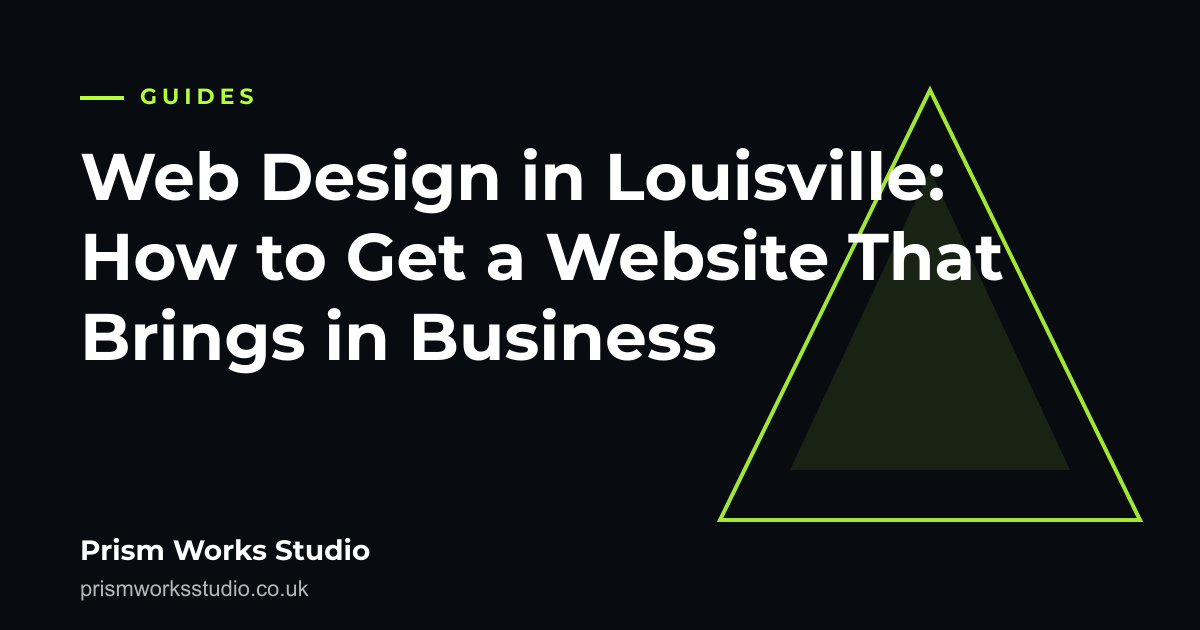 GUIDES
Web Design in Louisville:
How to Get a Website That
Brings in Business
Prism Works Studio
prismworksstudio.co.uk